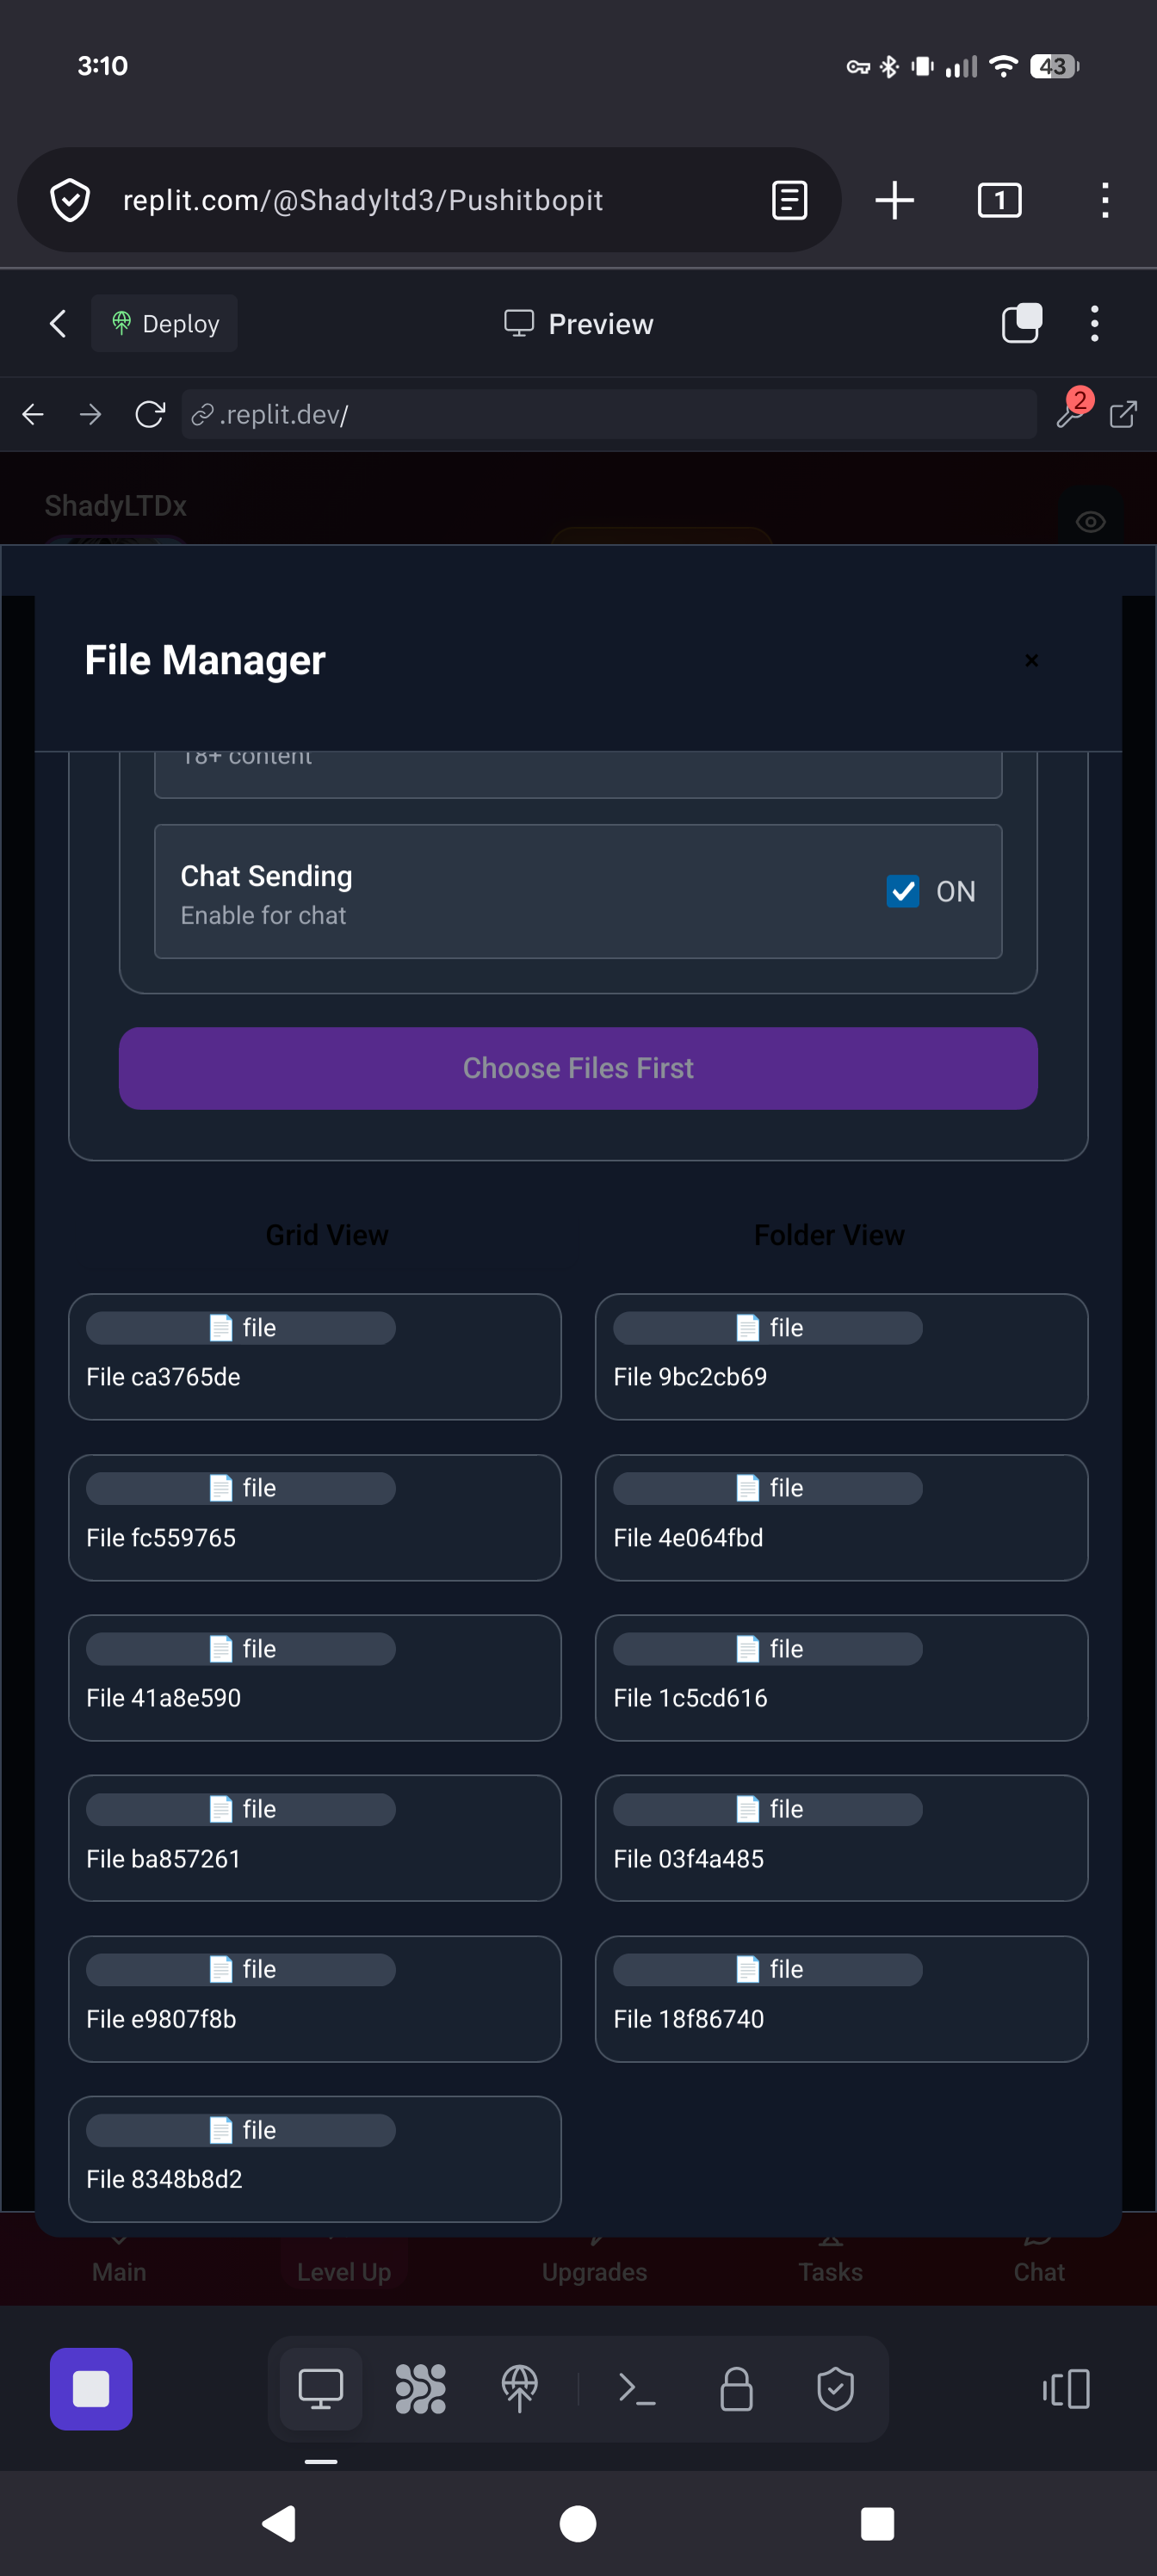 3:10
43
replit.com/@Shadyltd3/Pushitbopit
1
Deploy
Preview
.replit.dev/
2
ShadyLTDx
File Manager
×
18+ content
Chat Sending
Enable for chat
ON
Choose Files First
Grid View
Folder View
file
File ca3765de
file
File 9bc2cb69
file
File fc559765
file
File 4e064fbd
file
File 41a8e590
file
File 1c5cd616
file
File ba857261
file
File 03f4a485
file
File e9807f8b
file
File 18f86740
file
File 8348b8d2
Main
Level Up
Upgrades
Tasks
Chat